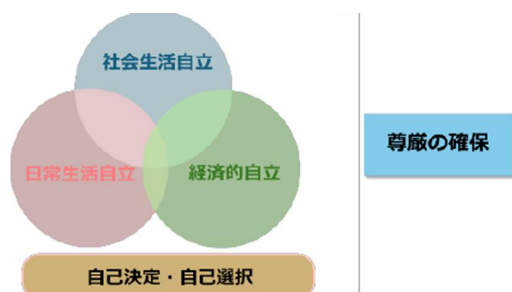 社会生活自立
日常生活自立
経済的自立
尊厳の確保
自己決定・自己選択